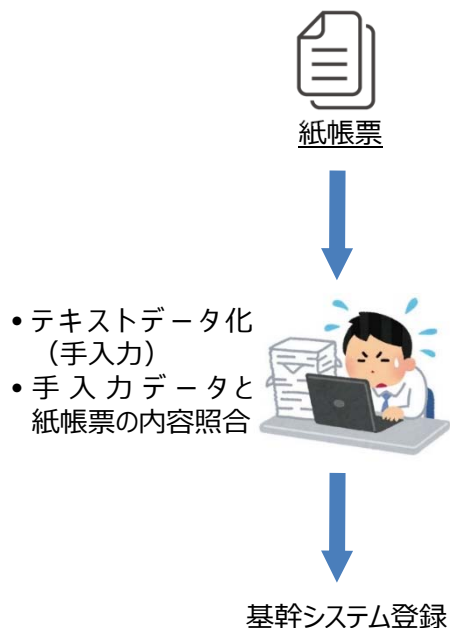 紙帳票
•テキストデータ化
（手入力）
•手入力データと
紙帳票の内容照合
基幹システム登録